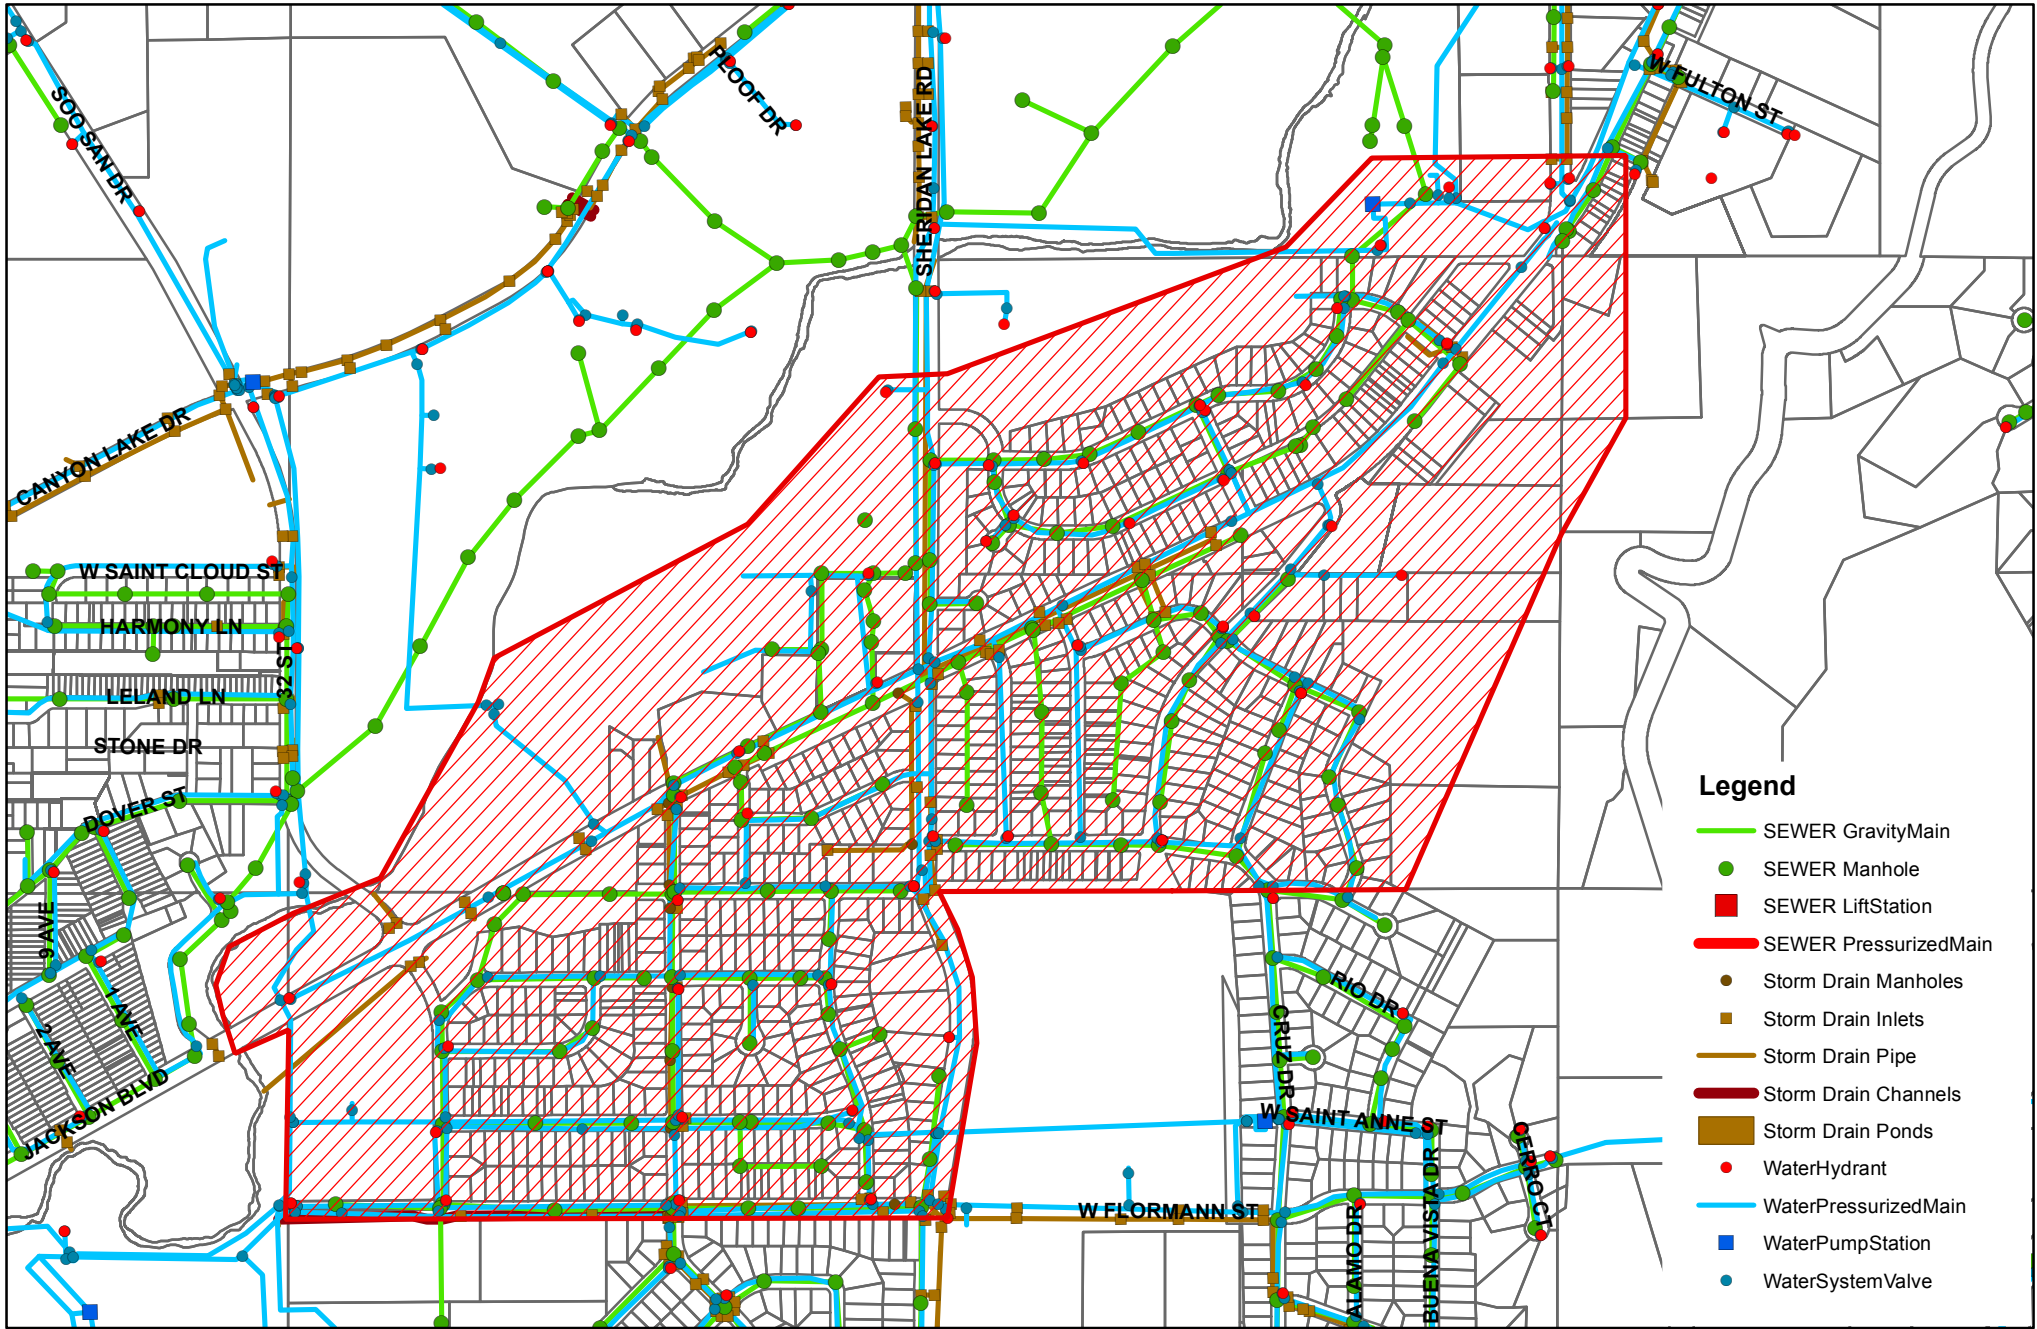 PLOOF DR
SHERIDAN LAKE RD
W FULTON ST
SOO SAN DR
CANYON LAKE DR
W SAINT CLOUD ST
HARMONY LN
32 ST
LELAND LN
STONE DR
DOVER ST
9 AVE
1 AVE
2 AVE
JACKSON BLVD
RIO DR
CRUZ DR
W SAINT ANNE ST
CERRO CT
W FLORMANN ST
ALAMO DR
BUENA VISTA DR
Legend
SEWER GravityMain
SEWER Manhole
SEWER LiftStation
SEWER PressurizedMain
Storm Drain Manholes
Storm Drain Inlets
Storm Drain Pipe
Storm Drain Channels
Storm Drain Ponds
WaterHydrant
WaterPressurizedMain
WaterPumpStation
WaterSystemValve